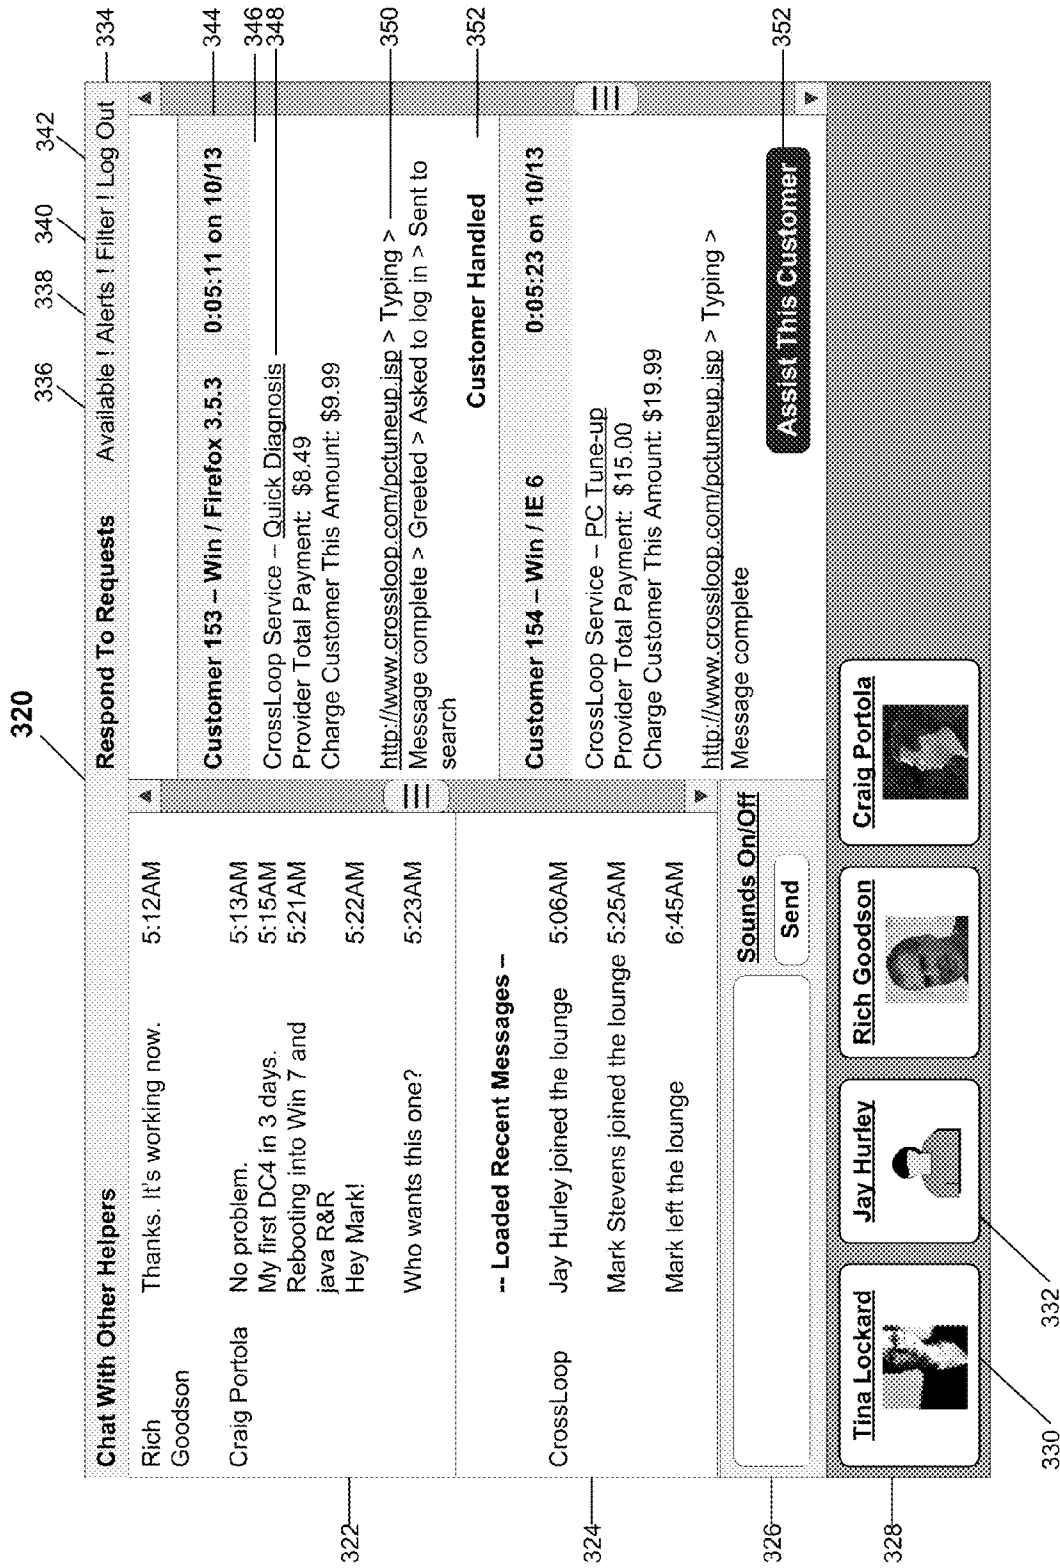 320
Chat With Other Helpers
Rich Thanks. It's working now. 5:12AM
Goodson
Craig Portola No problem. 5:13AM
My first DC4 in 3 days. 5:15AM
Rebooting into Win 7 and 5:21AM
java R&R
Hey Mark! 5:22AM
Who wants this one? 5:23AM
-- Loaded Recent Messages –
CrossLoop Jay Hurley joined the lounge 5:06AM
Mark Stevens joined the lounge 5:25AM
Mark left the lounge 6:45AM
Sounds On/Off
Send
Respond To Requests
Available ! Alerts ! Filter ! Log Out
Customer 153 – Win / Firefox 3.5.3 0:05:11 on 10/13
CrossLoop Service – Quick Diagnosis
Provider Total Payment: $8.49
Charge Customer This Amount: $9.99
http://www.crossloop.com/pctuneup.jsp > Typing >
Message complete > Greeted > Asked to log in > Sent to
search
Customer Handled
Customer 154 – Win / IE 6 0:05:23 on 10/13
CrossLoop Service – PC Tune-up
Provider Total Payment: $15.00
Charge Customer This Amount: $19.99
http://www.crossloop.com/pctuneup.jsp > Typing >
Message complete
Assist This Customer
Tina Lockard
Jay Hurley
Rich Goodson
Craig Portola
322
324
326
328
330
332
334
336
338
340
342
344
346
348
350
352
352